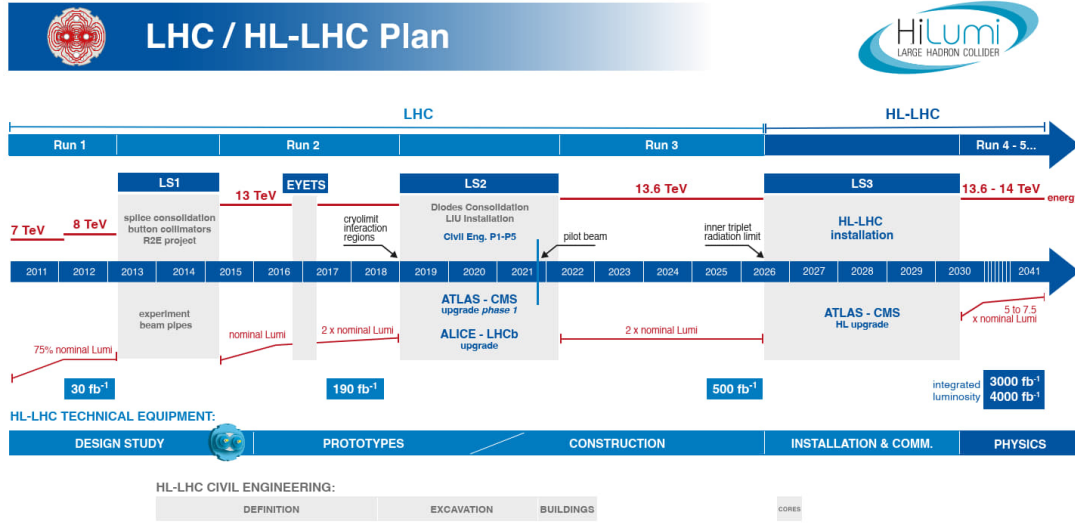 LHC / HL-LHC Plan
HiLumi
LARGE HADRON COLLIDER
LHC
HL-LHC
Run 1
Run 2
Run 3
Run 4 - 5...
LS1
EYETS
LS2
LS3
13 TeV
13.6 TeV
13.6 - 14 TeV
energy
7 TeV
8 TeV
splice consolidation
button collimators
R2E project
cryolimit
interaction
regions
Diodes Consolidation
LIU Installation
Civil Eng. P1-P5
pilot beam
inner triplet
radiation limit
HL-LHC
installation
2011 2012 2013 2014 2015 2016 2017 2018 2019 2020 2021 2022 2023 2024 2025 2026 2027 2028 2029 2030 2041
experiment
beam pipes
ATLAS - CMS
upgrade phase 1
ALICE - LHCb
upgrade
ATLAS - CMS
HL upgrade
5 to 7.5
x nominal Lumi
75% nominal Lumi
nominal Lumi
2 x nominal Lumi
2 x nominal Lumi
30 fb-1
190 fb-1
500 fb-1
integrated
luminosity
3000 fb-1
4000 fb-1
HL-LHC TECHNICAL EQUIPMENT:
DESIGN STUDY
PROTOTYPES
CONSTRUCTION
INSTALLATION & COMM.
PHYSICS
HL-LHC CIVIL ENGINEERING:
DEFINITION
EXCAVATION
BUILDINGS
CORES